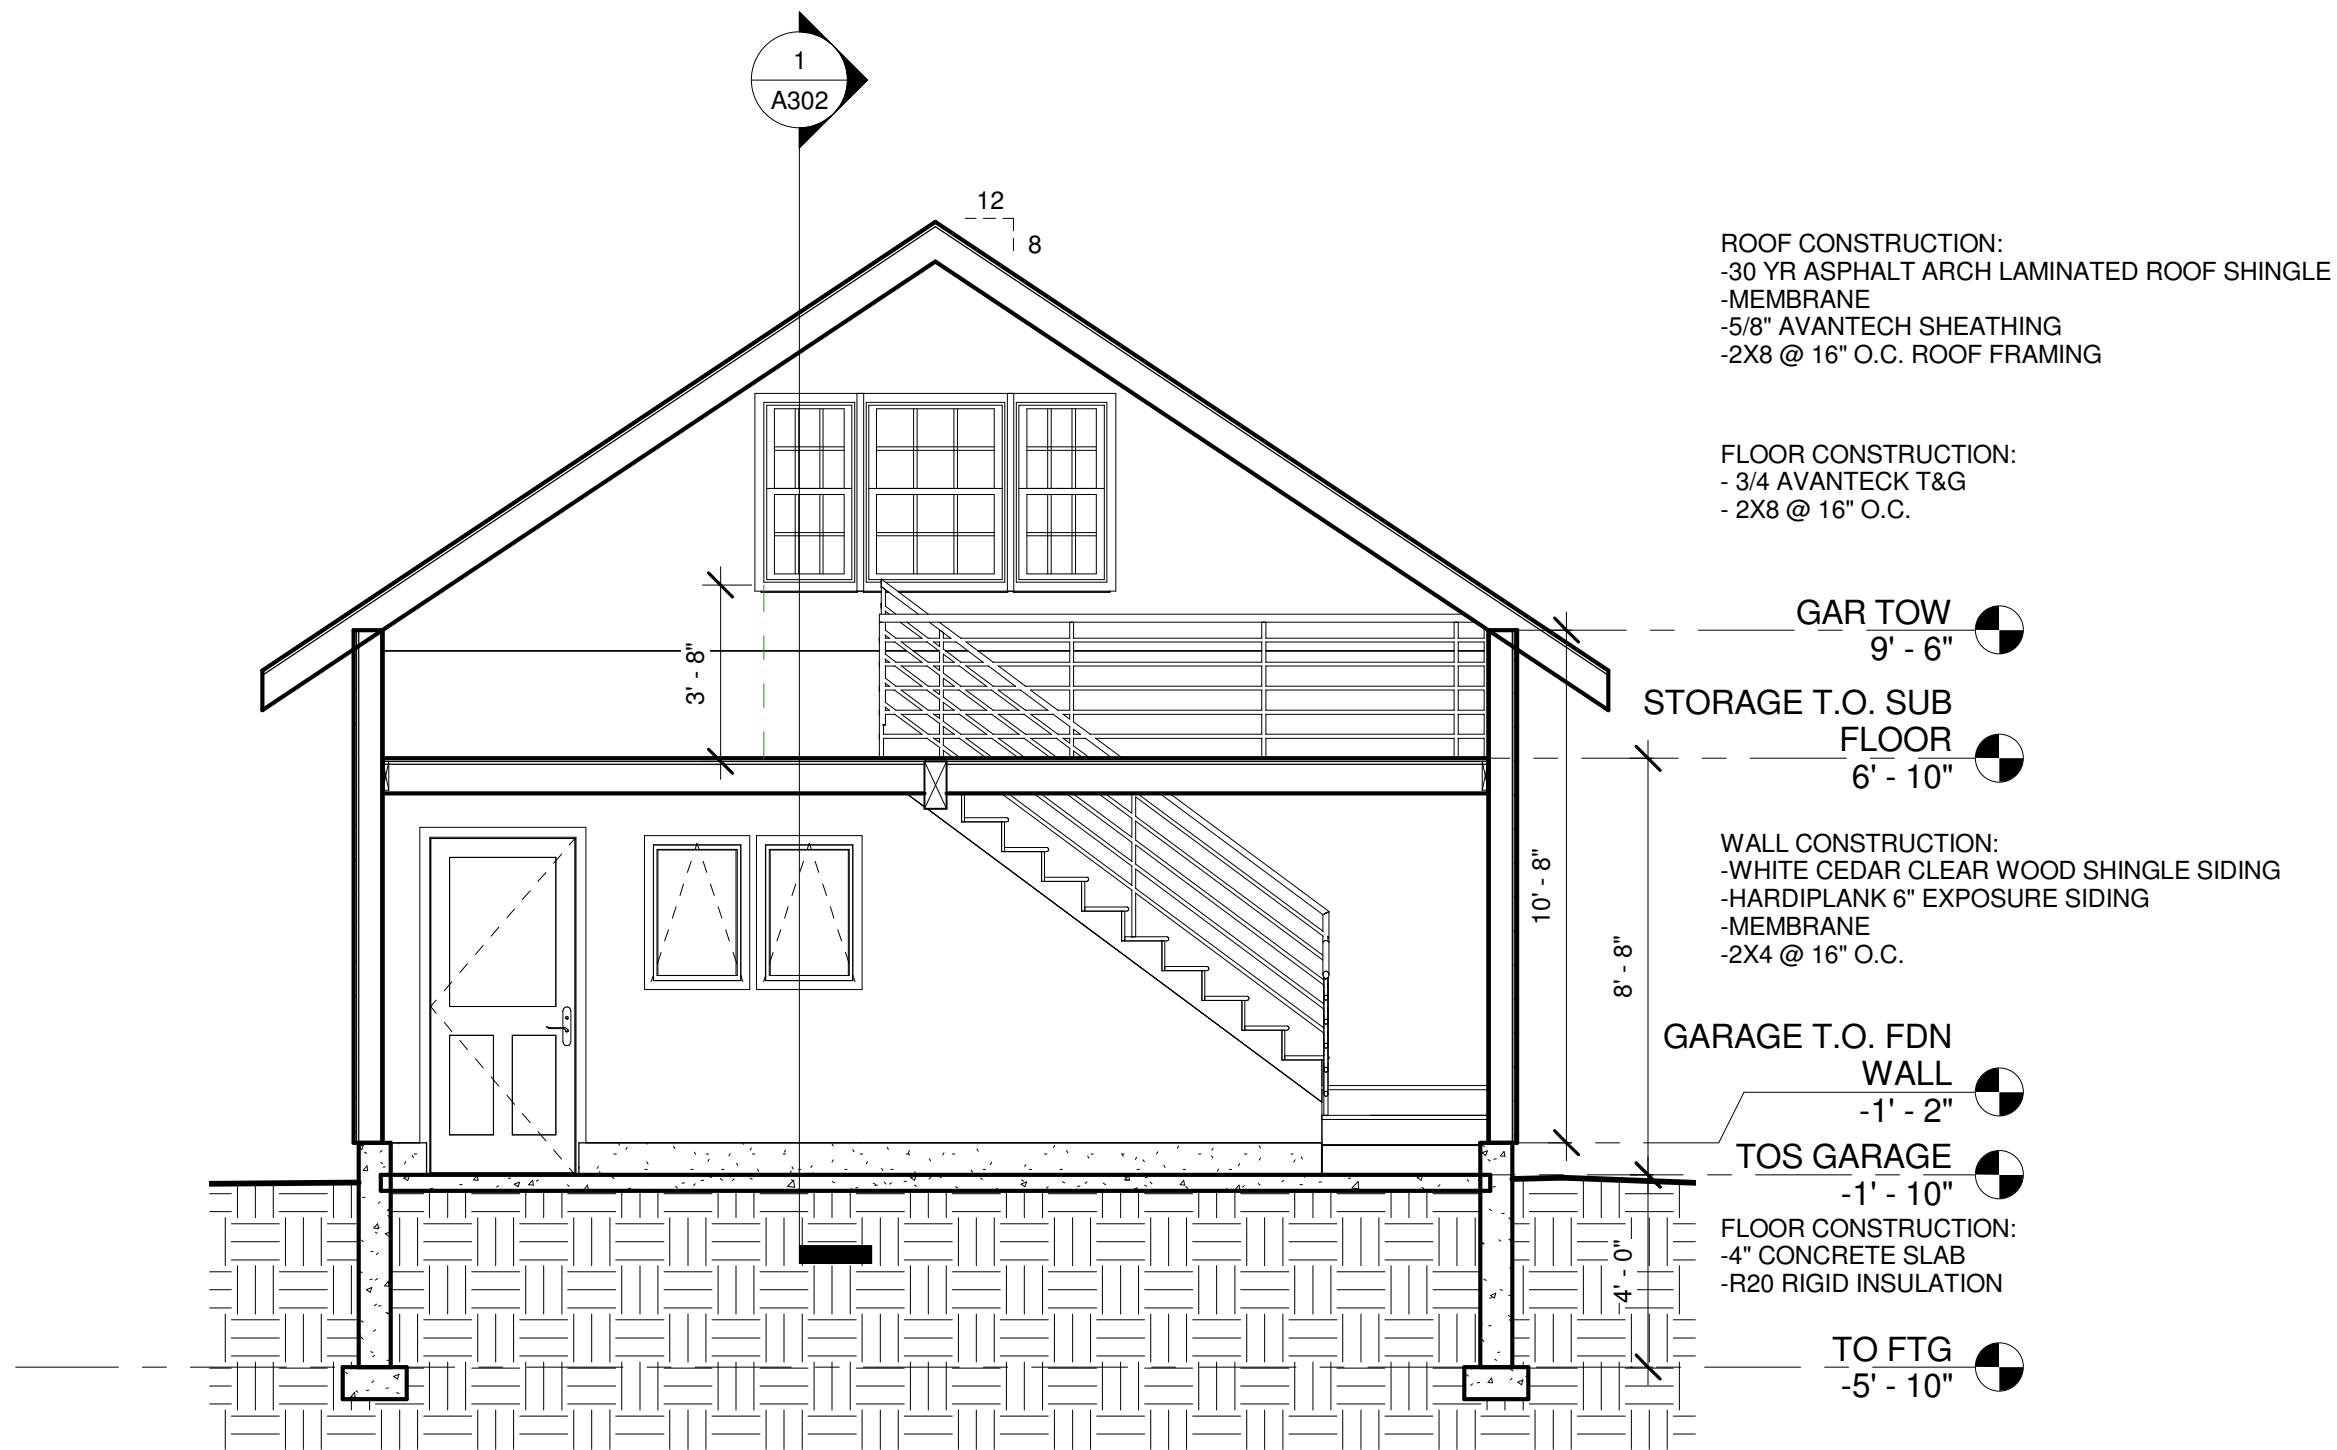 1
A302
12
8
ROOF CONSTRUCTION:
-30 YR ASPHALT ARCH LAMINATED ROOF SHINGLE
-MEMBRANE
-5/8" AVANTECH SHEATHING
-2X8 @ 16" O.C. ROOF FRAMING
FLOOR CONSTRUCTION:
- 3/4 AVANTECK T&G
- 2X8 @ 16" O.C.
GAR TOW
9' - 6"
3' - 8"
STORAGE T.O. SUB
FLOOR
6' - 10"
WALL CONSTRUCTION:
-WHITE CEDAR CLEAR WOOD SHINGLE SIDING
-HARDIPLANK 6" EXPOSURE SIDING
-MEMBRANE
-2X4 @ 16" O.C.
10' - 8"
8' - 8"
GARAGE T.O. FDN
WALL
-1' - 2"
TOS GARAGE
-1' - 10"
FLOOR CONSTRUCTION:
-4" CONCRETE SLAB
-R20 RIGID INSULATION
4' - 0"
TO FTG
-5' - 10"